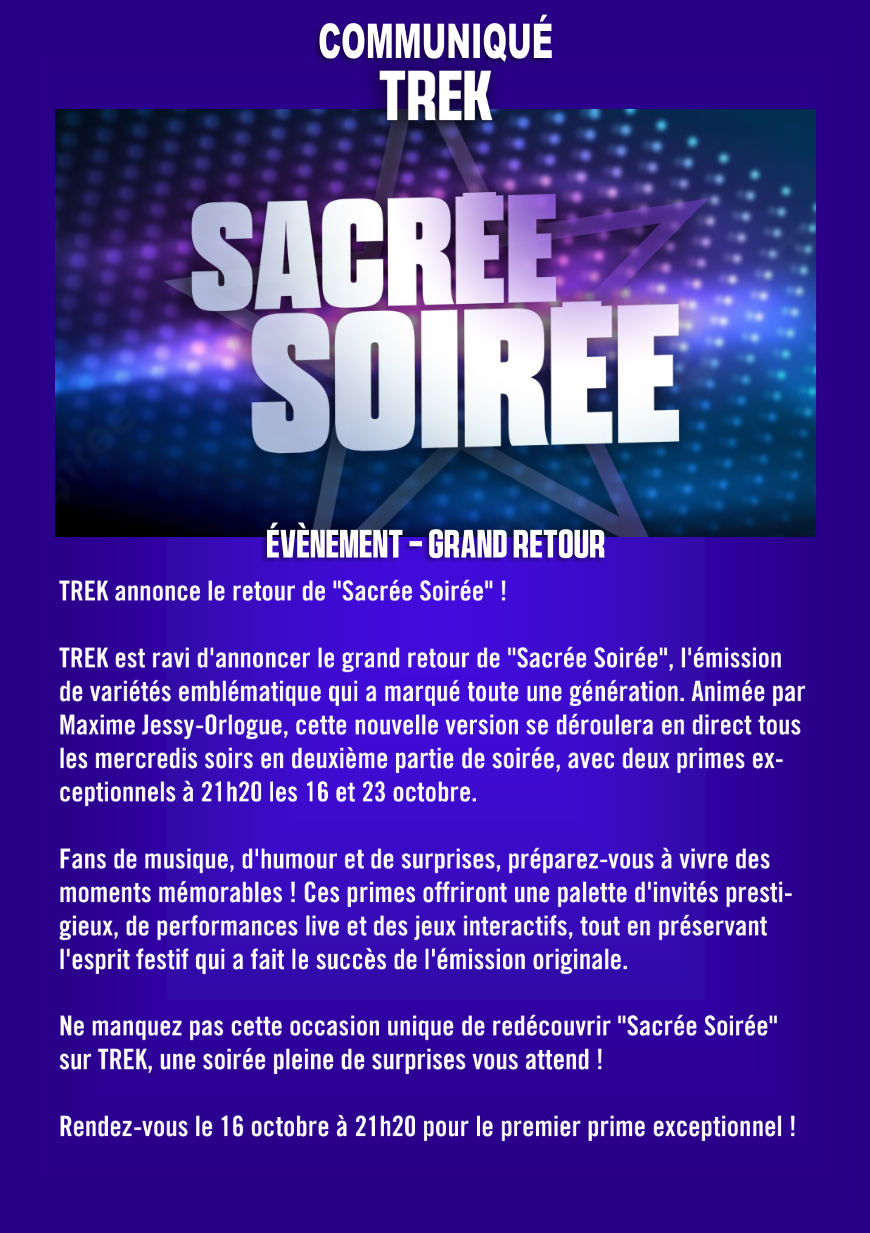 COMMUNIQUÉ
TREK
SACRÉE
SOIRÉE
ÉVÈNEMENT - GRAND RETOUR
TREK annonce le retour de "Sacrée Soirée" !
TREK est ravi d'annoncer le grand retour de "Sacrée Soirée", l'émission
de variétés emblématique qui a marqué toute une génération. Animée par
Maxime Jessy-Orlogue, cette nouvelle version se déroulera en direct tous
les mercredis soirs en deuxième partie de soirée, avec deux primes ex-
ceptionnels à 21h20 les 16 et 23 octobre.
Fans de musique, d'humour et de surprises, préparez-vous à vivre des
moments mémorables ! Ces primes offriront une palette d'invités presti-
gieux, de performances live et des jeux interactifs, tout en préservant
l'esprit festif qui a fait le succès de l'émission originale.
Ne manquez pas cette occasion unique de redécouvrir "Sacrée Soirée"
sur TREK, une soirée pleine de surprises vous attend !
Rendez-vous le 16 octobre à 21h20 pour le premier prime exceptionnel !